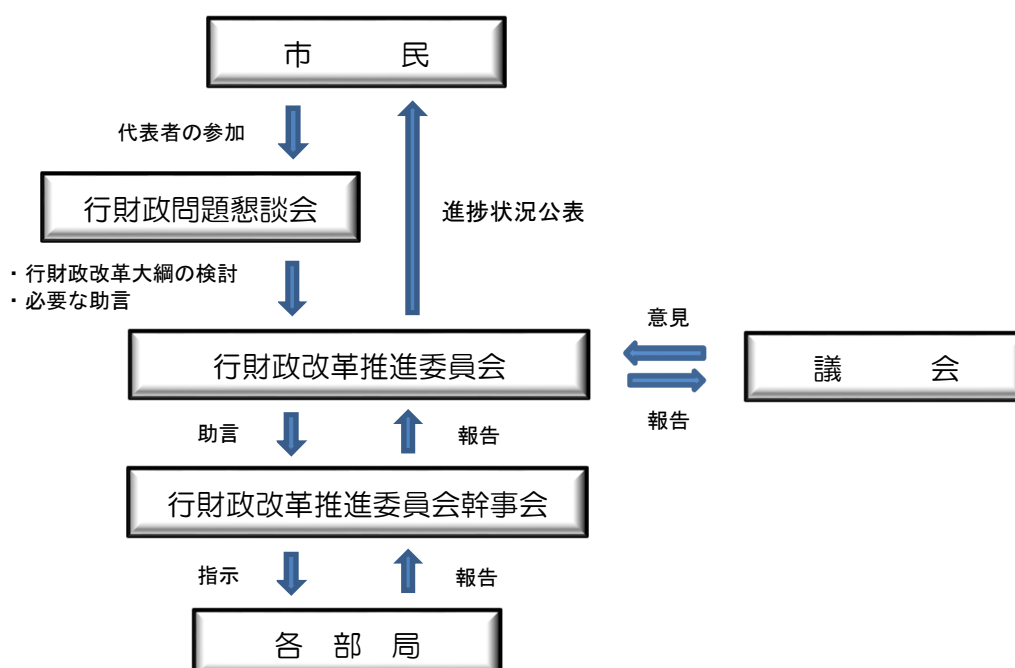 市　　　民
代表者の参加
行財政問題懇談会
進捗状況公表
・行財政改革大綱の検討
・必要な助言
意見
行財政改革推進委員会
議　　　会
報告
助言
報告
行財政改革推進委員会幹事会
指示
報告
各　部　局